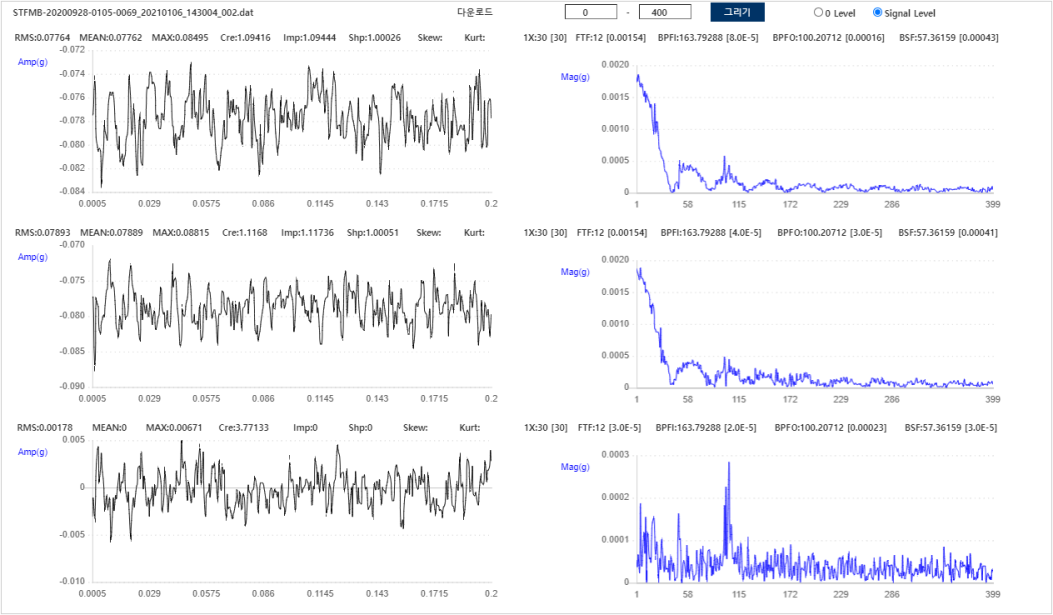 STFMB-20200928-0105-0069_20210106_143004_002.dat 다운로드 0 - 400 그리기 0 Level Signal Level
RMS:0.07764 MEAN:0.07762 MAX:0.08495 Cre:1.09416 Imp:1.09444 Shp:1.00026 Skew: Kurt:
-0.072
Amp(g)
-0.074
-0.076
-0.078
-0.080
-0.082
-0.084
0.0005 0.029 0.0575 0.086 0.1145 0.143 0.1715 0.2
1X:30 [30] FTF:12 [0.00154] BPFI:163.79288 [8.0E-5] BPFO:100.20712 [0.00016] BSF:57.36159 [0.00043]
0.0020
Mag(g)
0.0015
0.0010
0.0005
0
1 58 115 172 229 286 399
RMS:0.07893 MEAN:0.07889 MAX:0.08815 Cre:1.1168 Imp:1.11736 Shp:1.00051 Skew: Kurt:
-0.070
Amp(g)
-0.075
-0.080
-0.085
-0.090
0.0005 0.029 0.0575 0.086 0.1145 0.143 0.1715 0.2
1X:30 [30] FTF:12 [0.00154] BPFI:163.79288 [4.0E-5] BPFO:100.20712 [3.0E-5] BSF:57.36159 [0.00041]
0.0020
Mag(g)
0.0015
0.0010
0.0005
0
1 58 115 172 229 286 399
RMS:0.00178 MEAN:0 MAX:0.00671 Cre:3.77133 Imp:0 Shp:0 Skew: Kurt:
0.005
Amp(g)
0
-0.005
-0.010
0.0005 0.029 0.0575 0.086 0.1145 0.143 0.1715 0.2
1X:30 [30] FTF:12 [3.0E-5] BPFI:163.79288 [2.0E-5] BPFO:100.20712 [0.00023] BSF:57.36159 [3.0E-5]
0.0003
Mag(g)
0.0002
0.0001
0
1 58 115 172 229 286 399